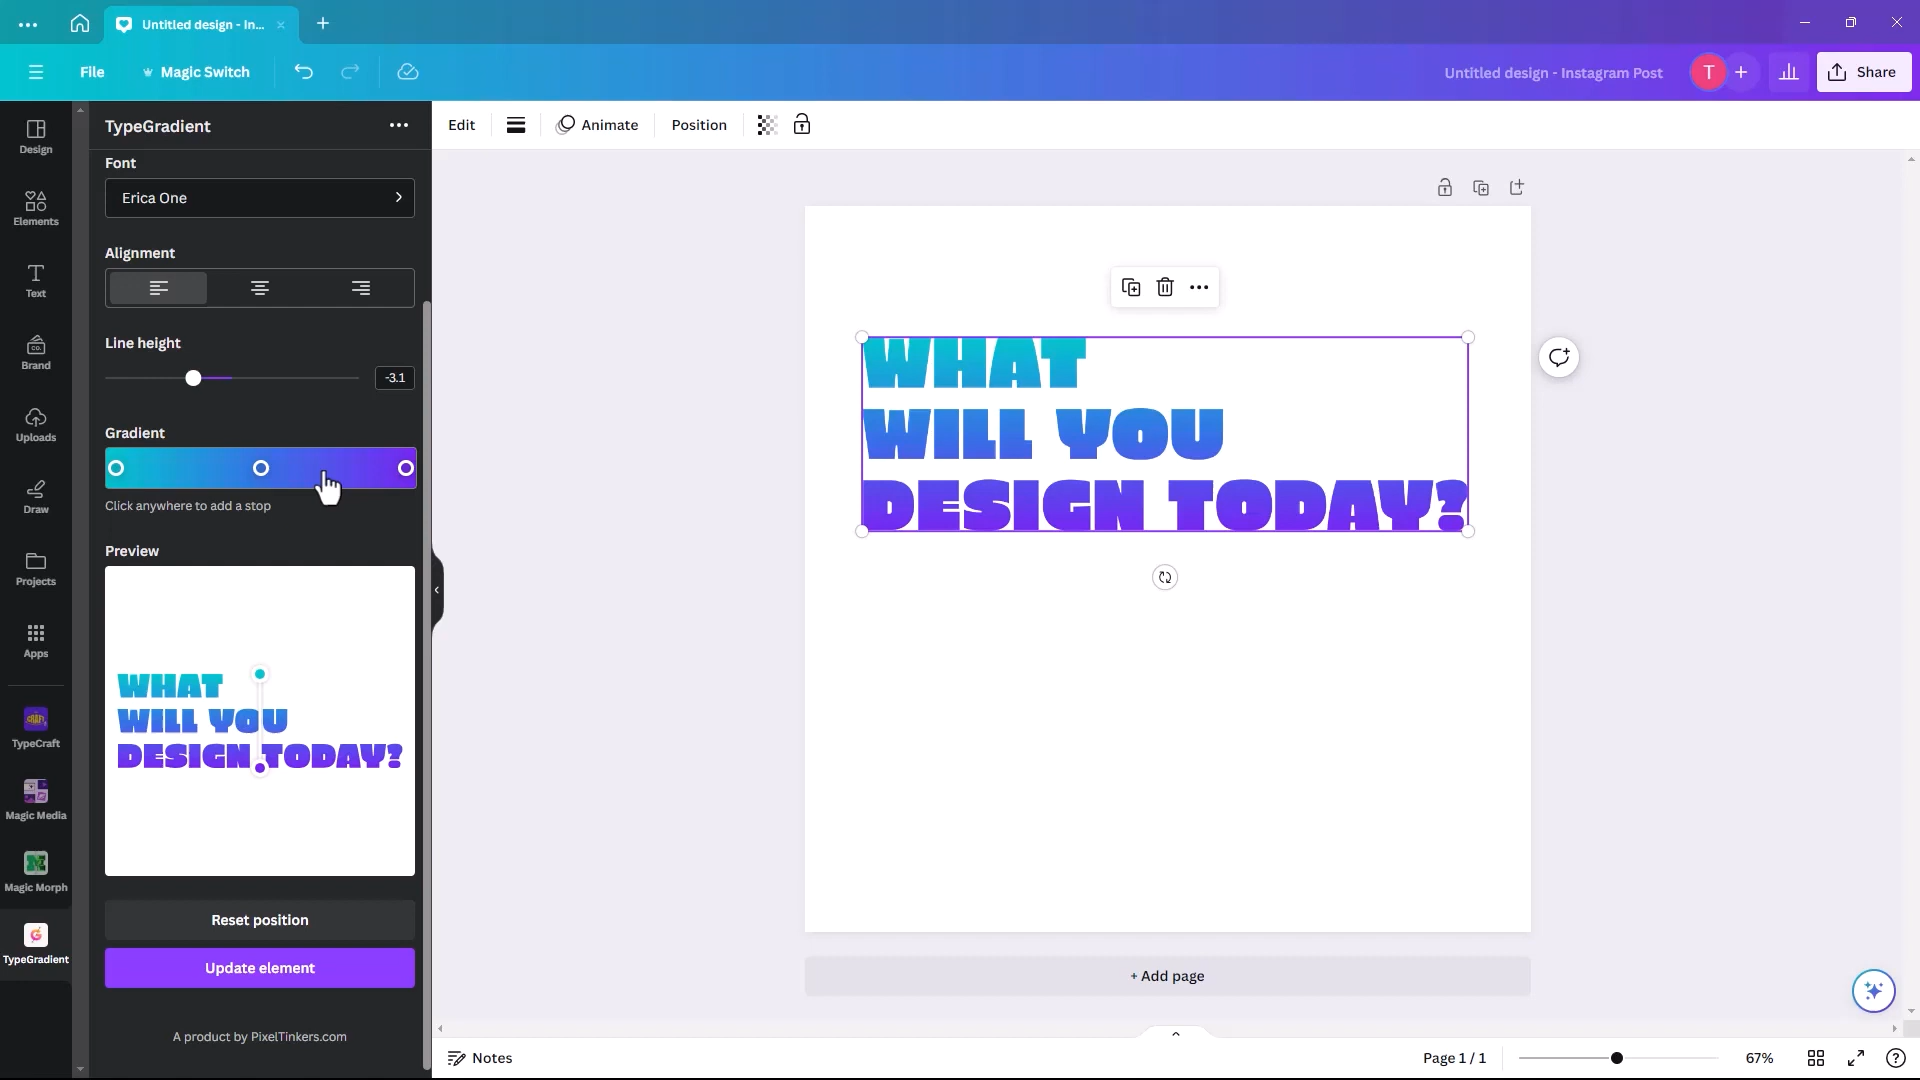 Untitled design - In...
File
Magic Switch
Untitled design - Instagram Post
T
Share
Design
Elements
Text
Brand
Uploads
Draw
Projects
Apps
TypeCraft
Magic Media
Magic Morph
TypeGradient
TypeGradient
Font
Erica One
Alignment
Line height
-3.1
Gradient
Click anywhere to add a stop
Preview
WHAT
WILL YOU
DESIGN TODAY?
Reset position
Update element
A product by PixelTinkers.com
Edit
Animate
Position
WHAT
WILL YOU
DESIGN TODAY?
+ Add page
Notes
Page 1 / 1
67%